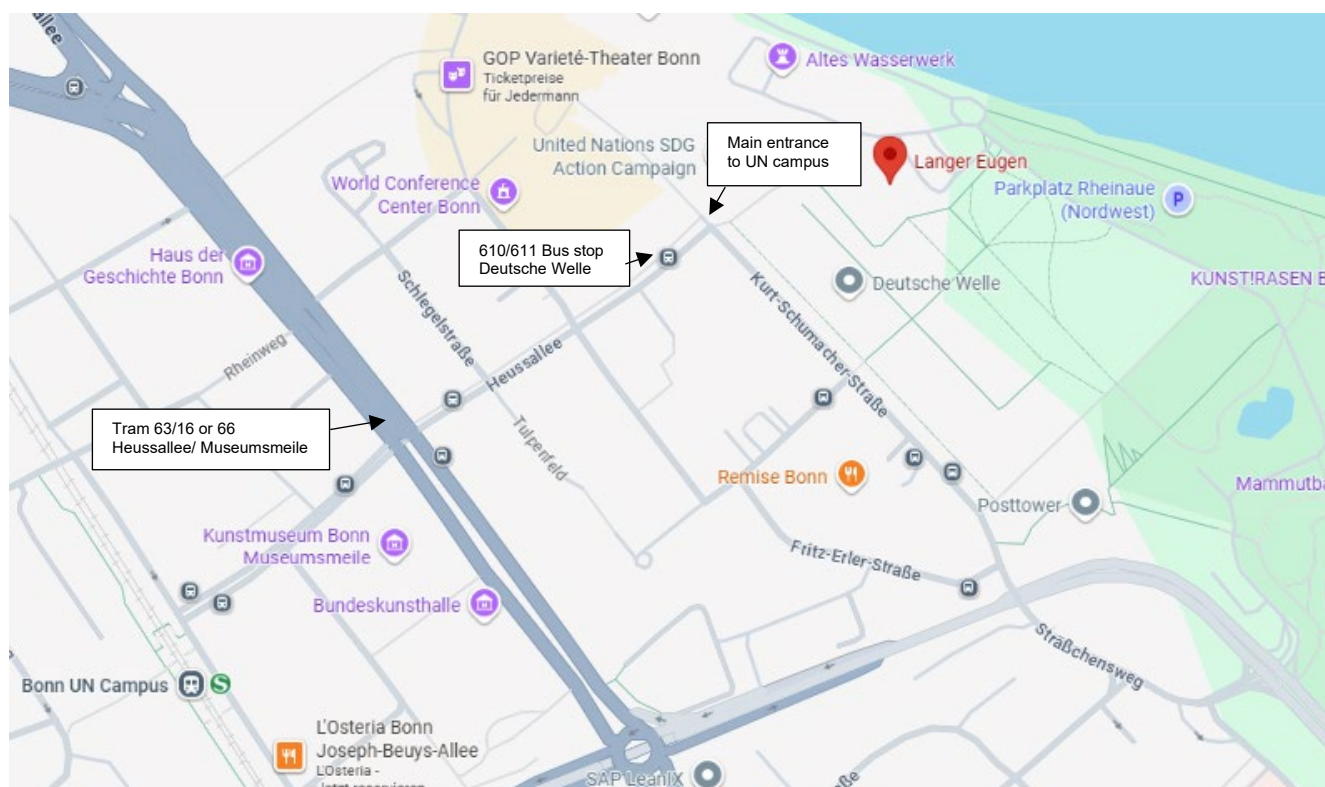 allee
GOP Varieté-Theater Bonn
Ticketpreise
für Jedermann
Altes Wasserwerk
United Nations SDG
Action Campaign
Main entrance
to UN campus
Langer Eugen
World Conference
Center Bonn
Parkplatz Rheinaue
(Nordwest)
P
Haus der
Geschichte Bonn
610/611 Bus stop
Deutsche Welle
Deutsche Welle
KUNST!RASEN B
Schlegelstraße
Kurt-Schumacher-Straße
Rheinweg
Heussallee
Tram 63/16 or 66
Heussallee/ Museumsmeile
Tulpenfeld
Remise Bonn
Mammutba
Posttower
Kunstmuseum Bonn
Museumsmeile
Fritz-Erler-Straße
Bundeskunsthalle
Sträßchensweg
Bonn UN Campus
S
L'Osteria Bonn
Joseph-Beuys-Allee
L'Osteria -
SAP LeanIX
aße